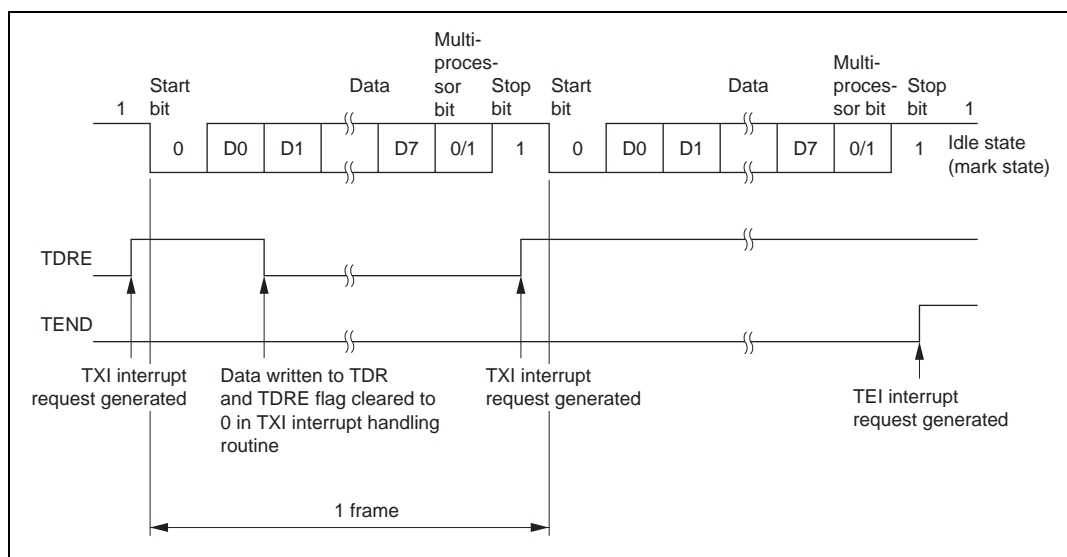 Multi-
proces-
sor
bit
Start
bit
Data
Stop
bit
Start
bit
Data
Multi-
proces-
sor bit
Stop
bit
1
1
0 D0 D1 D7 0/1 1 0 D0 D1 D7 0/1 1
Idle state
(mark state)
TDRE
TEND
TXI interrupt
request generated
Data written to TDR
and TDRE flag cleared to
0 in TXI interrupt handling
routine
TXI interrupt
request generated
TEI interrupt
request generated
1 frame